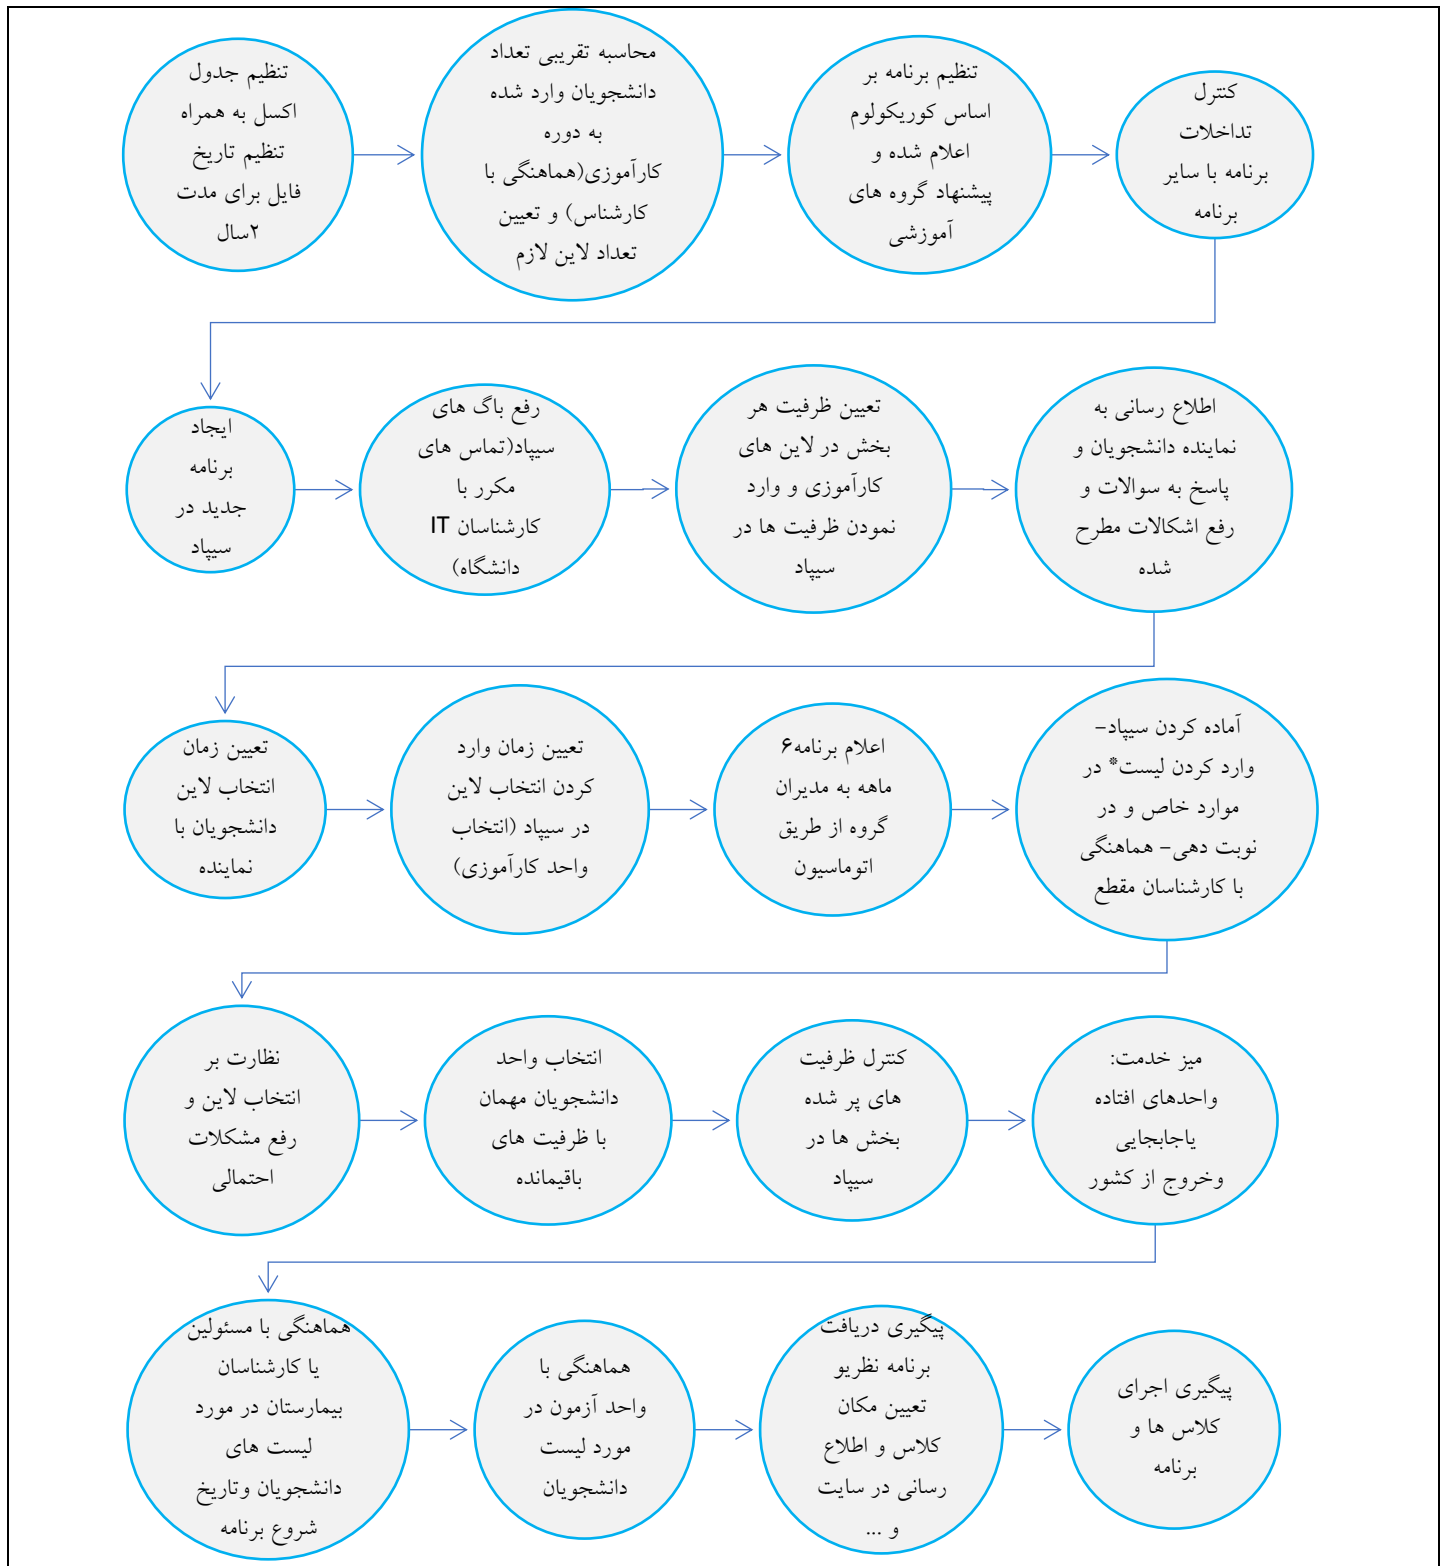 تنظیم جدول
اکسل به همراه
تنظیم تاریخ
فایل برای مدت
۲سال
محاسبه تقریبی تعداد
دانشجویان وارد شده
به دوره
کارآموزی(هماهنگی با
کارشناس) و تعیین
تعداد لاین لازم
تنظیم برنامه بر
اساس کوریکولوم
اعلام شده و
پیشنهاد گروه های
آموزشی
کنترل
تداخلات
برنامه با سایر
برنامه
ایجاد
برنامه
جدید در
سیپاد
رفع باگ های
سیپاد(تماس های
مکرر با
کارشناسان IT
دانشگاه)
تعیین ظرفیت هر
بخش در لاین های
کارآموزی و وارد
نمودن ظرفیت ها در
سیپاد
اطلاع رسانی به
نماینده دانشجویان و
پاسخ به سوالات و
رفع اشکالات مطرح
شده
تعیین زمان
انتخاب لاین
دانشجویان با
نماینده
تعیین زمان وارد
کردن انتخاب لاین
در سیپاد (انتخاب
واحد کارآموزی)
اعلام برنامه۶
ماهه به مدیران
گروه از طریق
اتوماسیون
آماده کردن سیپاد-
وارد کردن لیست* در
موارد خاص و در
نوبت دهی- هماهنگی
با کارشناسان مقطع
نظارت بر
انتخاب لاین و
رفع مشکلات
احتمالی
انتخاب واحد
دانشجویان مهمان
با ظرفیت های
باقیمانده
کنترل ظرفیت
های پر شده
بخش ها در
سیپاد
میز خدمت:
واحدهای افتاده
یاجابجایی
وخروج از کشور
هماهنگی با مسئولین
یا کارشناسان
بیمارستان در مورد
لیست های
دانشجویان وتاریخ
شروع برنامه
هماهنگی با
واحد آزمون در
مورد لیست
دانشجویان
پیگیری دریافت
برنامه نظریو
تعیین مکان
کلاس و اطلاع
رسانی در سایت
و ...
پیگیری اجرای
کلاس ها و
برنامه